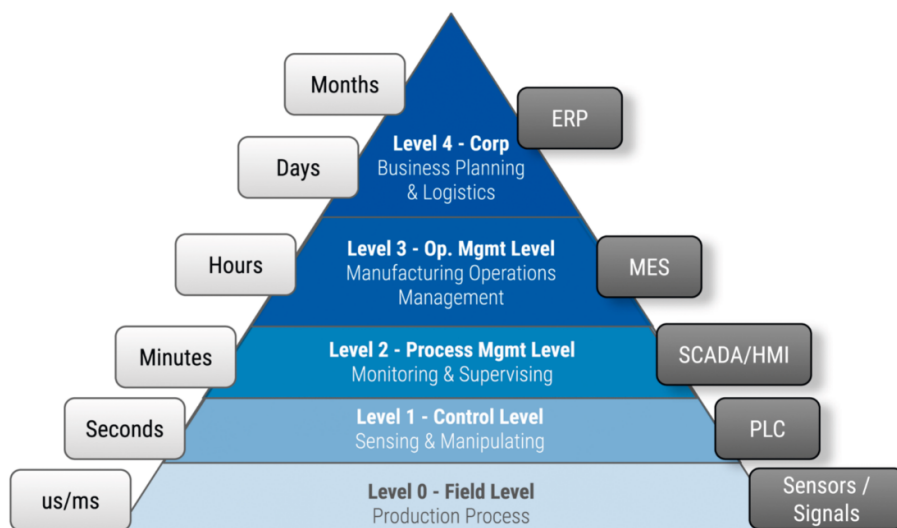 Months
ERP
Level 4 - Corp
Business Planning
& Logistics
Days
Level 3 - Op. Mgmt Level
Manufacturing Operations
Management
Hours
MES
Level 2 - Process Mgmt Level
Monitoring & Supervising
Minutes
SCADA/HMI
Level 1 - Control Level
Sensing & Manipulating
Seconds
PLC
Level 0 - Field Level
Production Process
us/ms
Sensors /
Signals